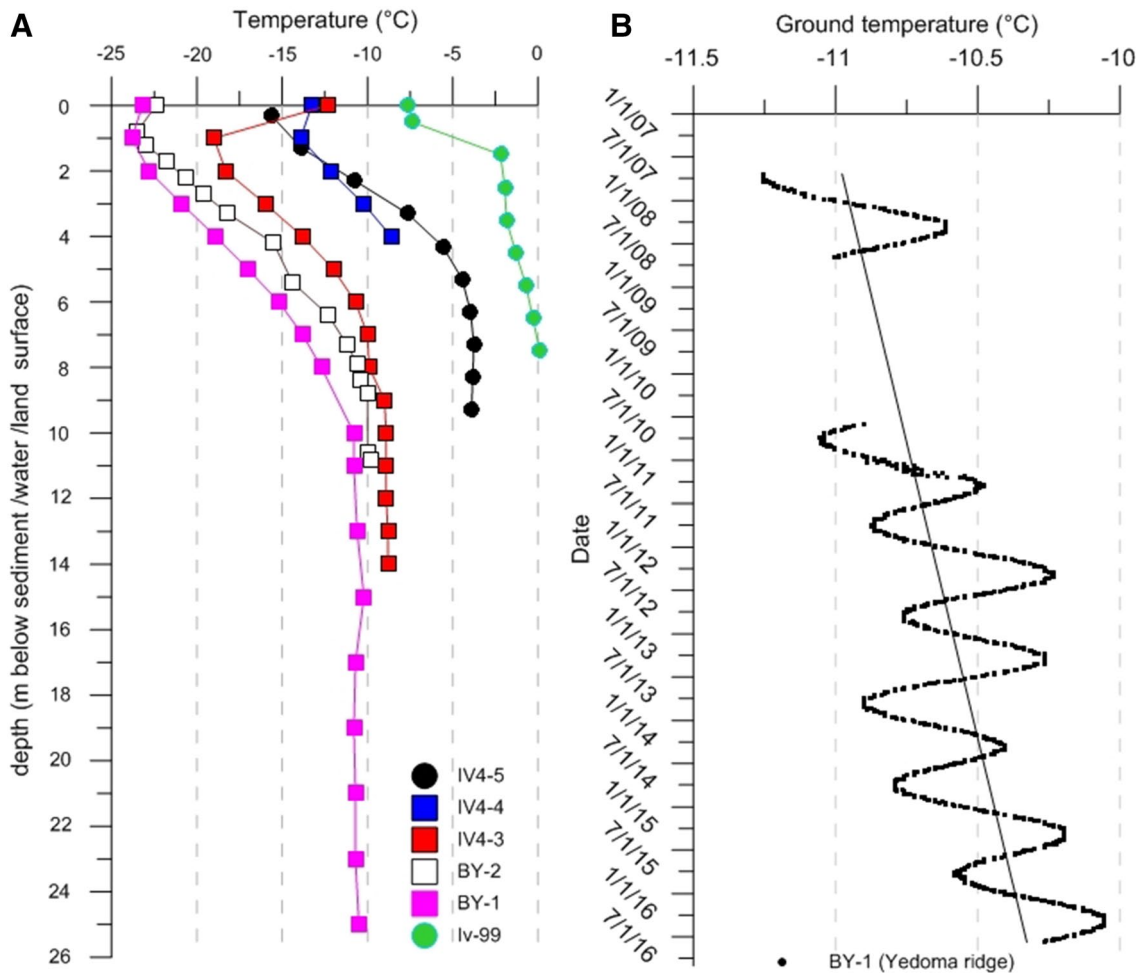 A
Temperature (°C)
-25 -20 -15 -10 -5 0
0
2
4
6
8
10
12
14
16
18
20
22
24
26
depth (m below sediment /water /land surface)
IV4-5
IV4-4
IV4-3
BY-2
BY-1
Iv-99
B
Ground temperature (°C)
-11.5 -11 -10.5 -10
1/1/07
7/1/07
1/1/08
7/1/08
1/1/09
7/1/09
1/1/10
7/1/10
1/1/11
7/1/11
1/1/12
7/1/12
1/1/13
7/1/13
1/1/14
7/1/14
1/1/15
7/1/15
1/1/16
7/1/16
Date
BY-1 (Yedoma ridge)